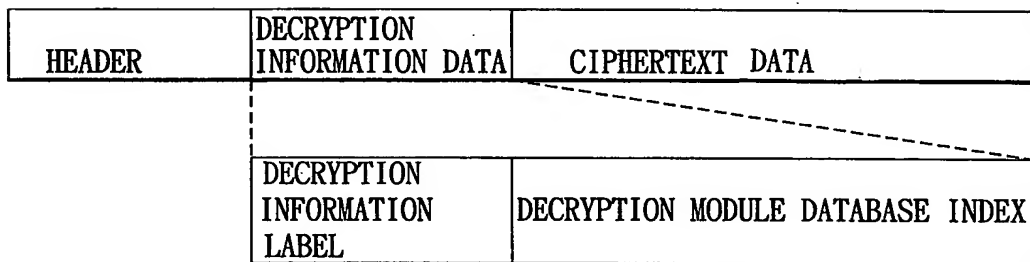 DECRYPTION
HEADER INFORMATION DATA CIPHERTEXT DATA
DECRYPTION
INFORMATION DECRYPTION MODULE DATABASE INDEX
LABEL